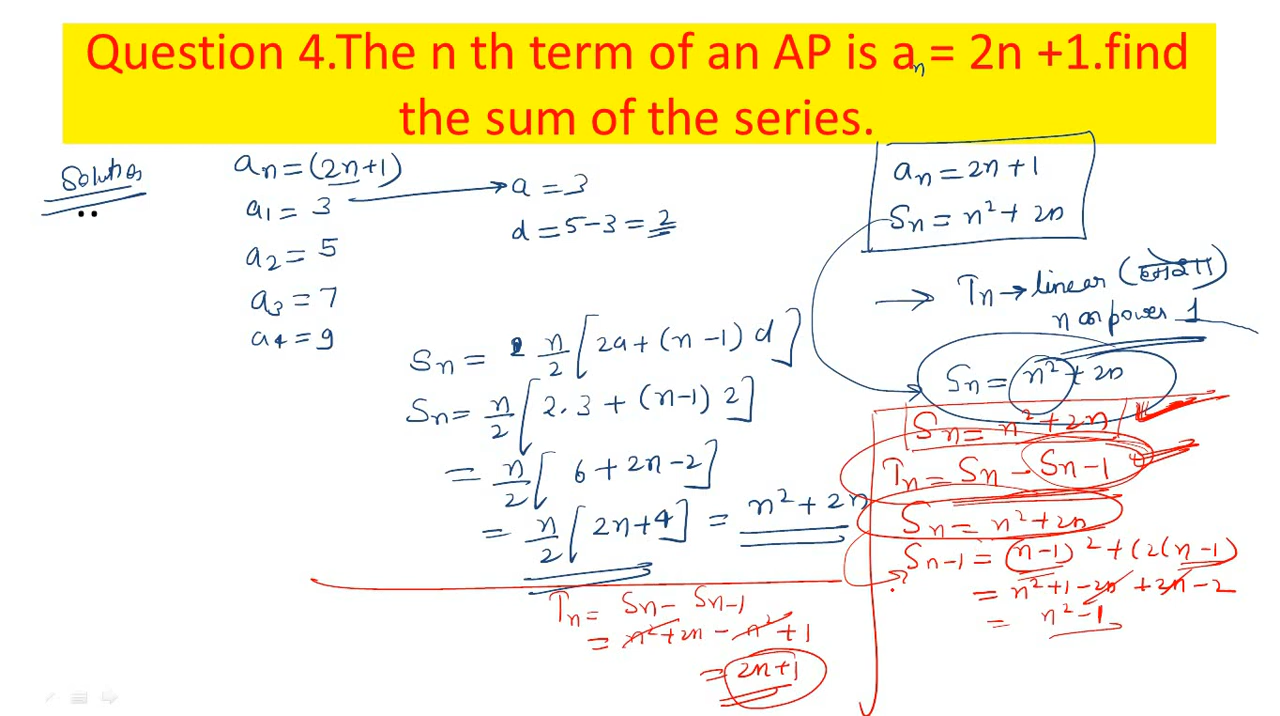 Question 4.The n th term of an AP is aₙ = 2n +1.find
the sum of the series.
Solution
aₙ = (2n+1)
a₁ = 3
a₂ = 5
a₃ = 7
a₄ = 9
a = 3
d = 5-3 = 2
Sₙ = n/2 [2a + (n-1) d]
Sₙ = n/2 [2.3 + (n-1) 2]
= n/2 [6 + 2n - 2]
= n/2 [2n+4] = n² + 2n
aₙ = 2n+1
Sₙ = n² + 2n
Tₙ → linear
n on power 1
Sₙ = n² + 2n
Sₙ = n² + 2n
Tₙ = Sₙ - Sₙ-1
Sₙ = n² + 2n
Sₙ-1 = (n-1)² + (2(n-1)
= n² + 1 - 2n + 2n - 2
= n² - 1
Tₙ = Sₙ - Sₙ-1
= n² + 2n - n² + 1
= 2n+1